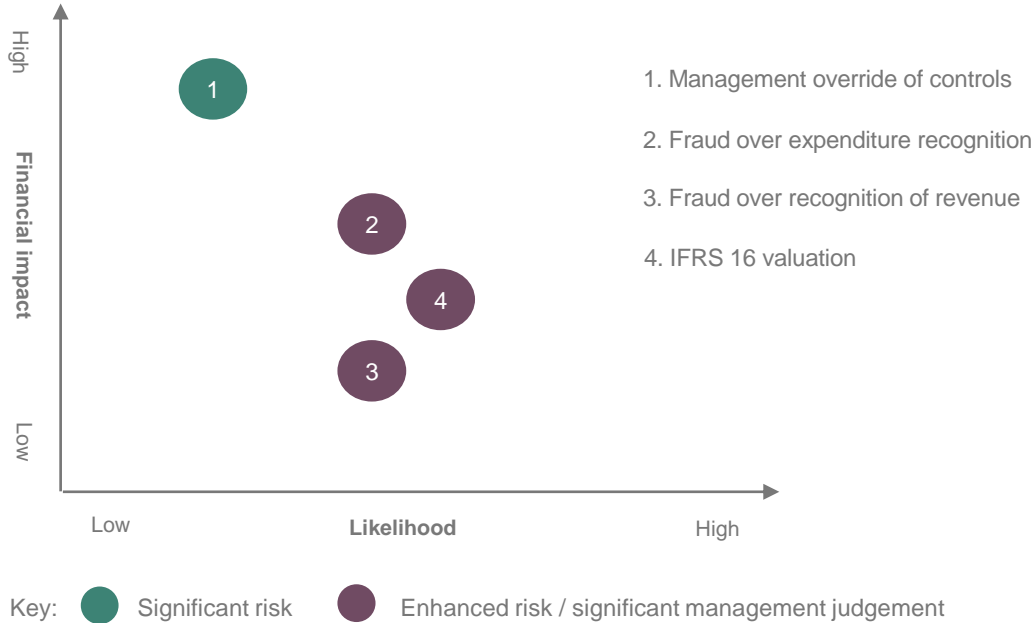 High
1
1. Management override of controls
2. Fraud over expenditure recognition
Financial impact
2
3. Fraud over recognition of revenue
4. IFRS 16 valuation
4
3
Low
Low
Likelihood
High
Key:
Significant risk
Enhanced risk / significant management judgement